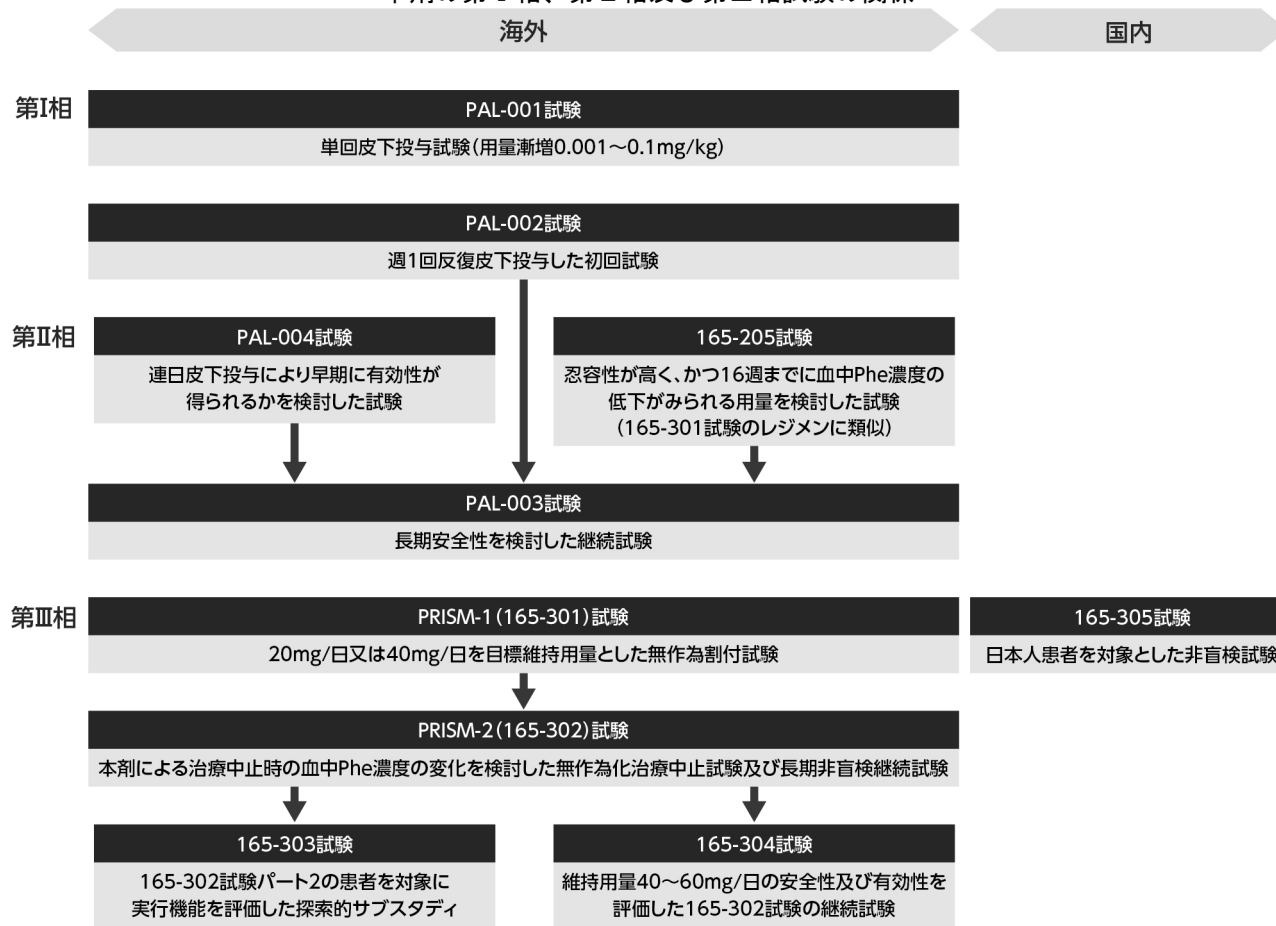 海外
国内
第Ⅰ相
PAL-001試験
単回皮下投与試験(用量漸増0.001～0.1mg/kg)
PAL-002試験
週1回反復皮下投与した初回試験
第Ⅱ相
PAL-004試験
連日皮下投与により早期に有効性が
得られるかを検討した試験
165-205試験
忍容性が高く、かつ16週までに血中Phe濃度の
低下がみられる用量を検討した試験
(165-301試験のレジメンに類似)
PAL-003試験
長期安全性を検討した継続試験
第Ⅲ相
PRISM-1(165-301)試験
20mg/日又は40mg/日を目標維持用量とした無作為割付試験
165-305試験
日本人患者を対象とした非盲検試験
PRISM-2(165-302)試験
本剤による治療中止時の血中Phe濃度の変化を検討した無作為化治療中止試験及び長期非盲検継続試験
165-303試験
165-302試験パート2の患者を対象に
実行機能を評価した探索的サブスタディ
165-304試験
維持用量40～60mg/日の安全性及び有効性を
評価した165-302試験の継続試験